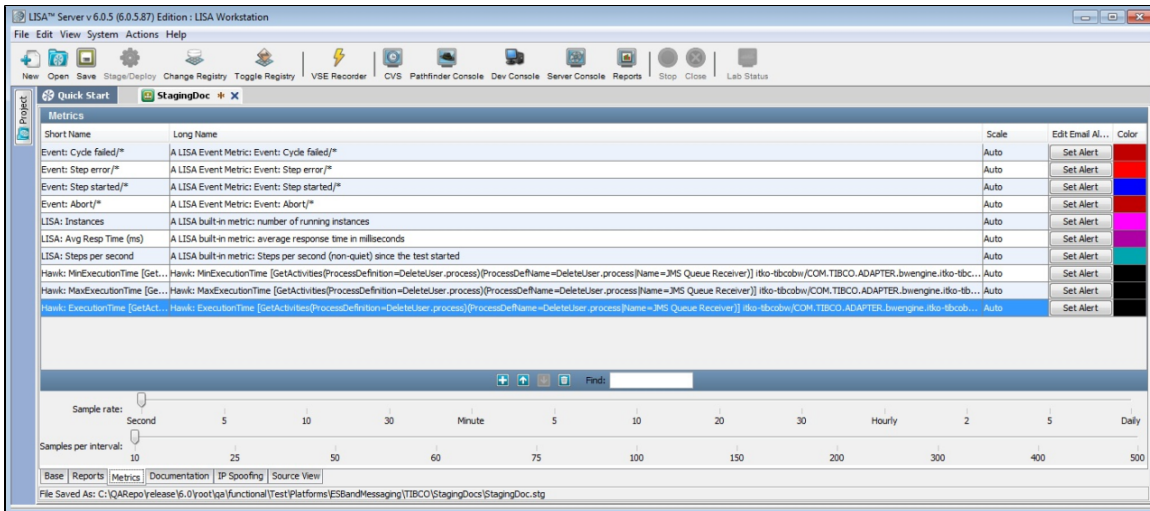 LISA™ Server v 6.0.5 (6.0.5.87) Edition : LISA Workstation
File Edit View System Actions Help
New Open Save Stage/Deploy Change Registry Toggle Registry VSE Recorder CVS Pathfinder Console Dev Console Server Console Reports Stop Close Lab Status
Project
Quick Start StagingDoc
Metrics
Short Name Long Name Scale Edit Email Al... Color
Event: Cycle failed/* A LISA Event Metric: Event: Cycle failed/* Auto Set Alert
Event: Step error/* A LISA Event Metric: Event: Step error/* Auto Set Alert
Event: Step started/* A LISA Event Metric: Event: Step started/* Auto Set Alert
Event: Abort/* A LISA Event Metric: Event: Abort/* Auto Set Alert
LISA: Instances A LISA built-in metric: number of running instances Auto Set Alert
LISA: Avg Resp Time (ms) A LISA built-in metric: average response time in milliseconds Auto Set Alert
LISA: Steps per second A LISA built-in metric: Steps per second (non-quiet) since the test started Auto Set Alert
Hawk: MinExecutionTime [Get... Hawk: MinExecutionTime [GetActivities(ProcessDefinition=DeleteUser.process)(ProcessDefName=DeleteUser.process|Name=JMS Queue Receiver)] itko-tibcobw/COM.TIBCO.ADAPTER.bwengine.itko-tibc... Auto Set Alert
Hawk: MaxExecutionTime [Ge... Hawk: MaxExecutionTime [GetActivities(ProcessDefinition=DeleteUser.process)(ProcessDefName=DeleteUser.process|Name=JMS Queue Receiver)] itko-tibcobw/COM.TIBCO.ADAPTER.bwengine.itko-tb... Auto Set Alert
Hawk: ExecutionTime [GetAct... Hawk: ExecutionTime [GetActivities(ProcessDefinition=DeleteUser.process)(ProcessDefName=DeleteUser.process|Name=JMS Queue Receiver)] itko-tibcobw/COM.TIBCO.ADAPTER.bwengine.itko-tibcob... Auto Set Alert
Find:
Sample rate:
Second 5 10 30 Minute 5 10 20 30 Hourly 2 5 Daily
Samples per interval:
10 25 50 60 75 100 150 200 300 400 500
Base Reports Metrics Documentation IP Spoofing Source View
File Saved As: C:\QARepo\release\6.0\root\qa\functional\Test\Platforms\ESBandMessaging\TIBCO\StagingDocs\StagingDoc.stg